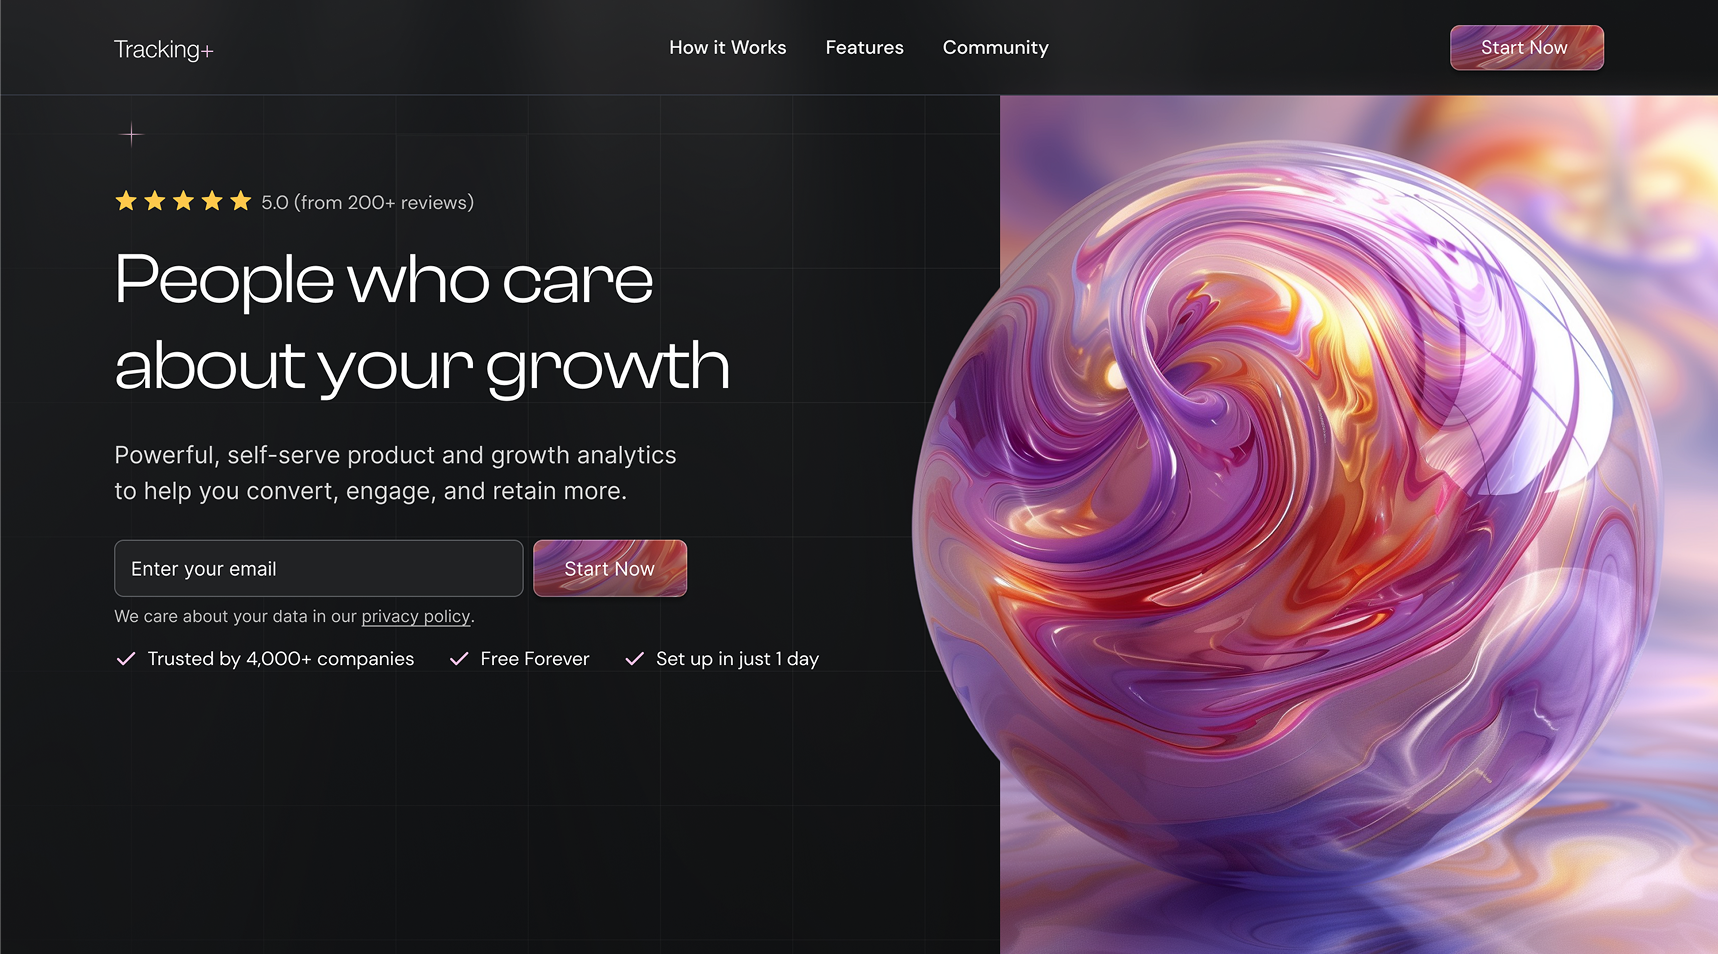 Tracking+
How it Works
Features
Community
Start Now
5.0 (from 200+ reviews)
People who care
about your growth
Powerful, self-serve product and growth analytics
to help you convert, engage, and retain more.
Enter your email
Start Now
We care about your data in our privacy policy.
Trusted by 4,000+ companies
Free Forever
Set up in just 1 day